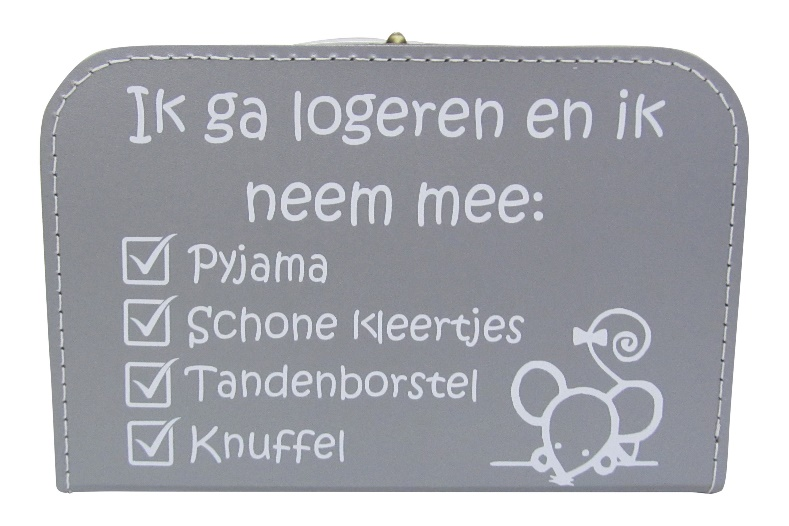 Ik ga logeren en ik
neem mee:
Pyjama
Schone kleertjes
Tandenborstel
Knuffel